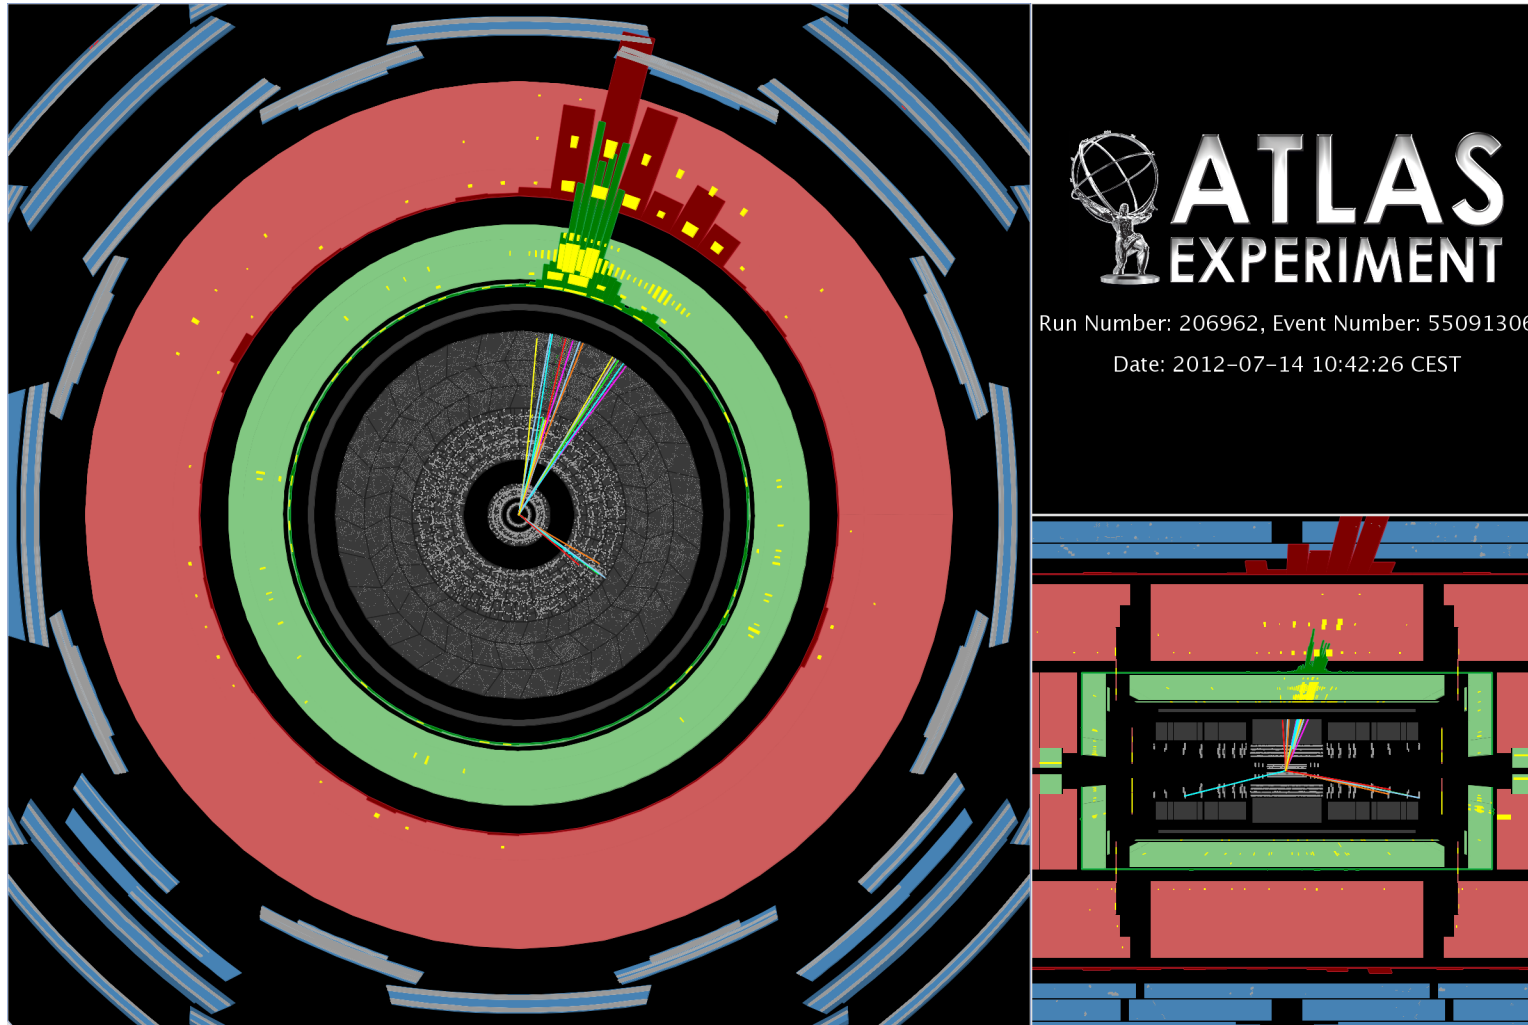 ATLAS
EXPERIMENT
Run Number: 206962, Event Number: 55091306
Date: 2012-07-14 10:42:26 CEST